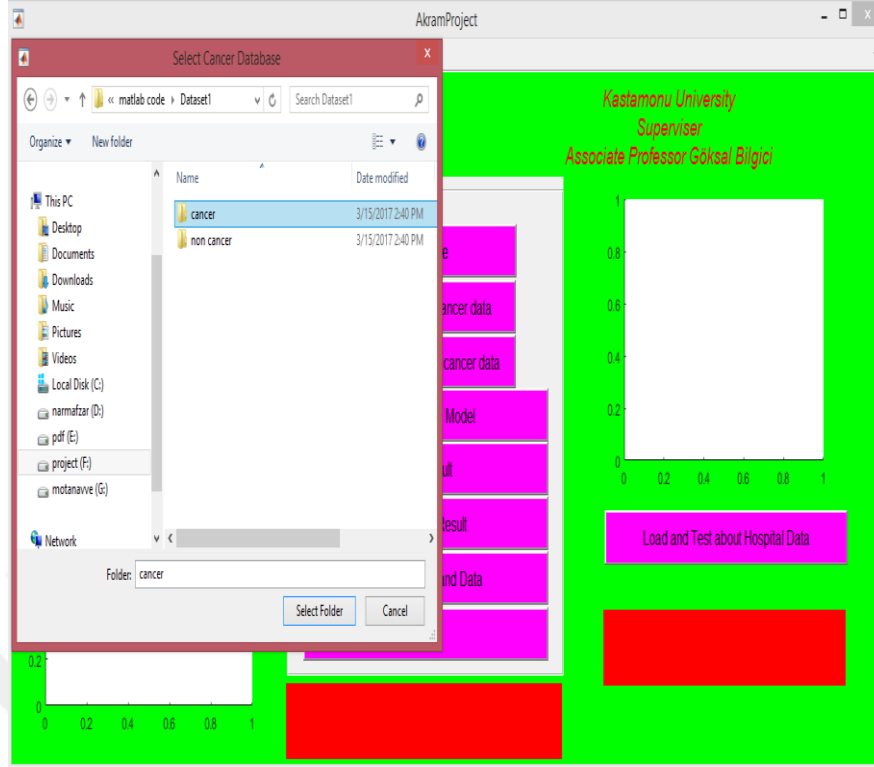 AkramProject
Select Cancer Database
« matlab code › Dataset1
Search Dataset1
Organize
New folder
Name
Date modified
This PC
Desktop
Documents
Downloads
Music
Pictures
Videos
Local Disk (C:)
narmafzar (D:)
pdf (E:)
project (F:)
motanavve (G:)
Network
cancer
3/15/2017 2:40 PM
non cancer
3/15/2017 2:40 PM
Folder: cancer
Select Folder
Cancel
cancer data
Model
Result
and Data
0.2
0
0 0.2 0.4 0.6 0.8 1
Kastamonu University
Superviser
Associate Professor Göksal Bilgici
1
0.8
0.6
0.4
0.2
0
0 0.2 0.4 0.6 0.8 1
Load and Test about Hospital Data